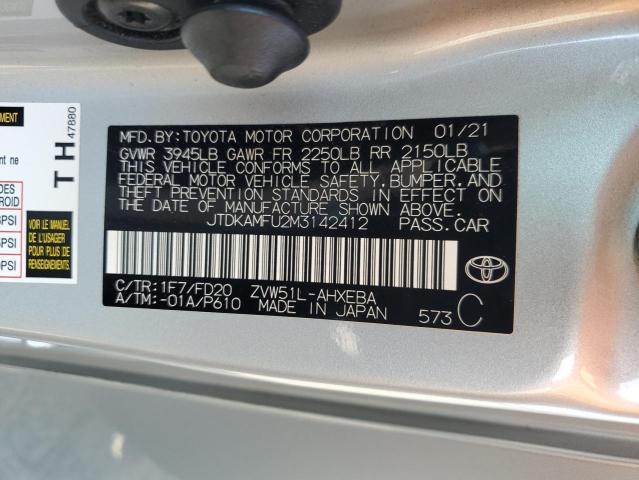 MFD.BY:TOYOTA MOTOR CORPORATION 01/21
GVWR 3945LB GAWR FR 2250LB RR 2150LB
THIS VEHICLE CONFORMS TO ALL APPLICABLE
FEDERAL MOTOR VEHICLE SAFETY,BUMPER,AND
THEFT PREVENTION STANDARDS IN EFFECT ON
THE DATE OF MANUFACTURE SHOWN ABOVE.
JTDKAMFU2M3142412 PASS.CAR
C/TR:1F7/FD20 ZVW51L-AHXEBA
A/TM:-01A/P610 MADE IN JAPAN 573 C
TOYOTA
TH
47880
VOIR LE MANUEL
DE L'USAGER
POUR PLUS DE
RENSEIGNEMENTS